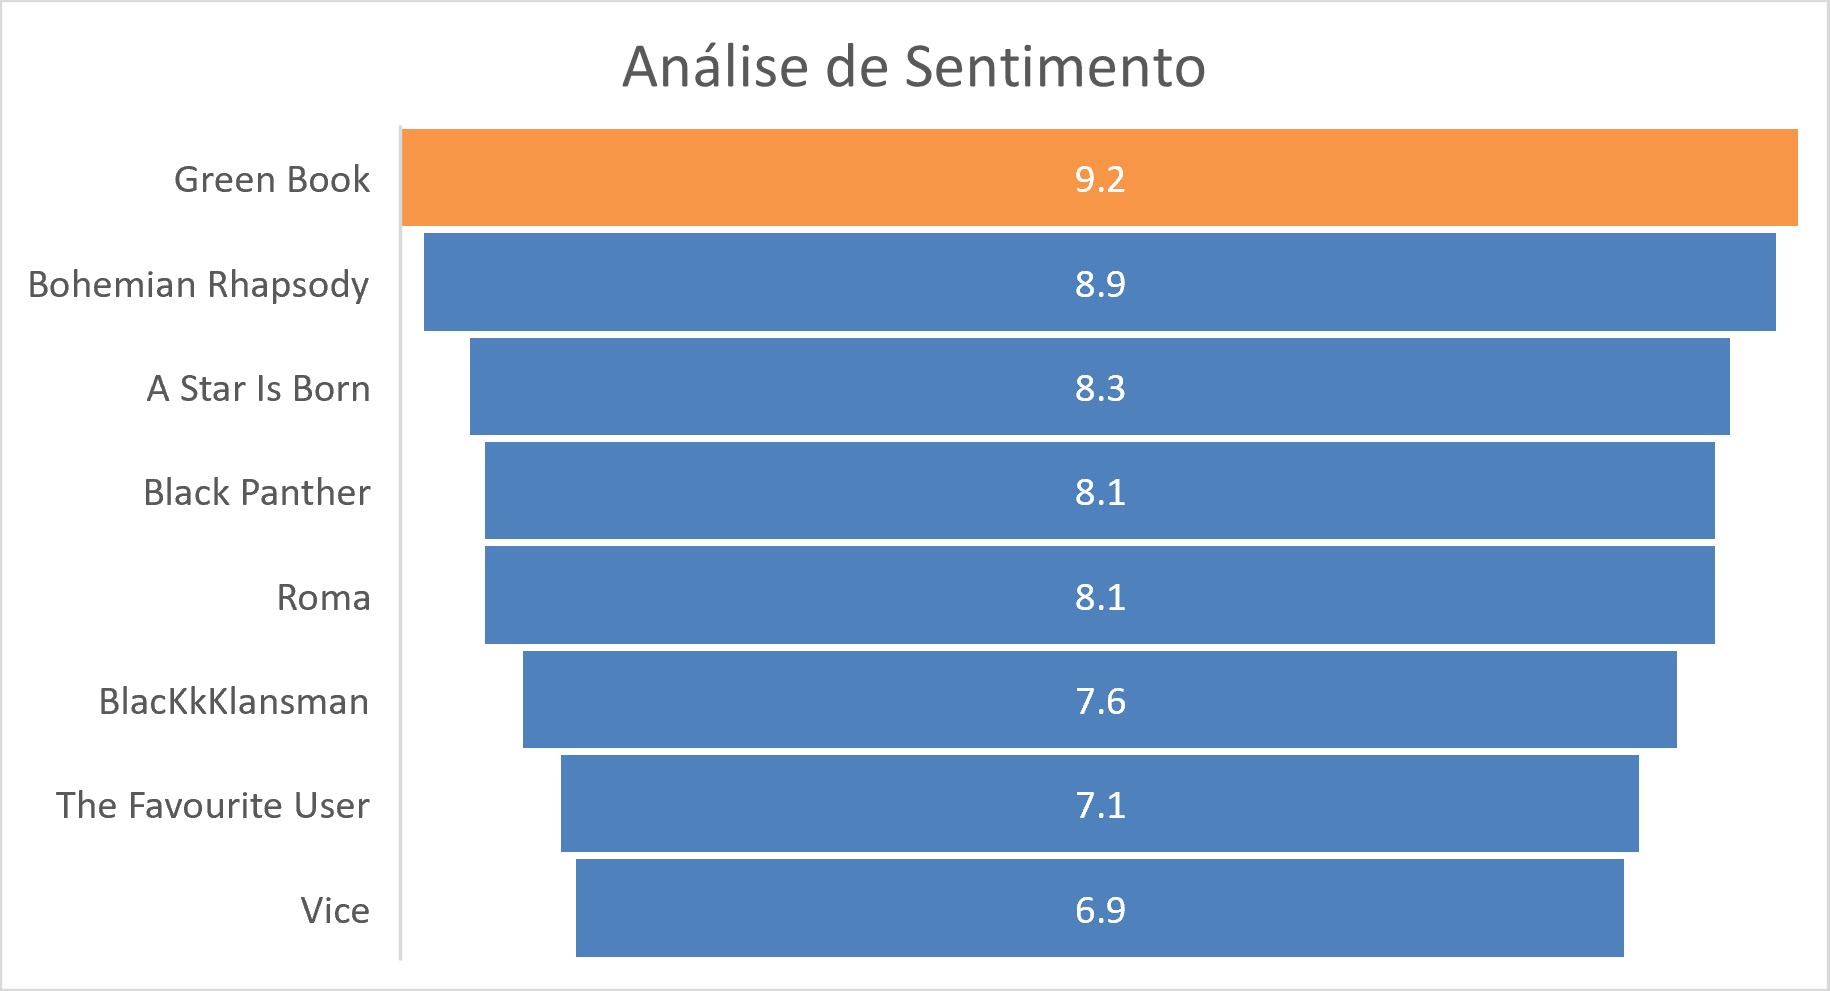 Análise de Sentimento
Green Book 9.2
Bohemian Rhapsody 8.9
A Star Is Born 8.3
Black Panther 8.1
Roma 8.1
BlacKkKlansman 7.6
The Favourite User 7.1
Vice 6.9